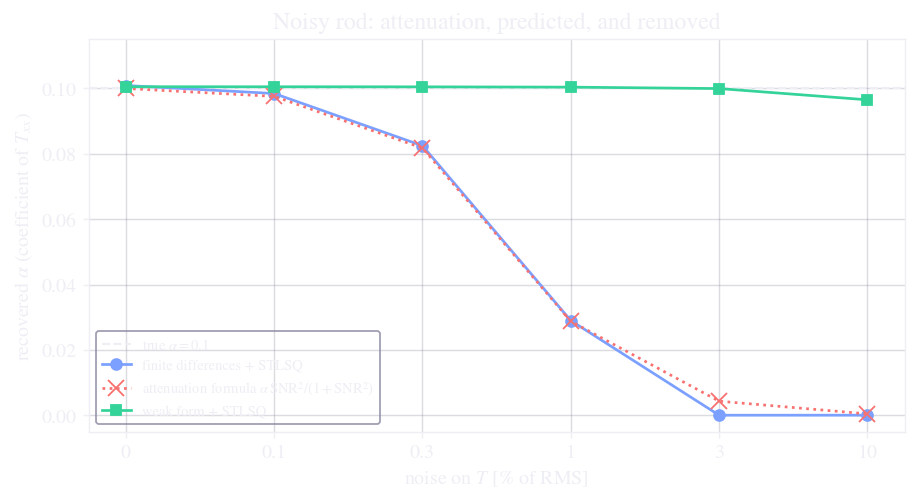 Noisy rod: attenuation, predicted, and removed
recovered α (coefficient of T_xx)
0.10
0.08
0.06
0.04
0.02
0.00
true α = 0.1
finite differences + STLSQ
attenuation formula α SNR²/(1 + SNR²)
weak form + STLSQ
0 0.1 0.3 1 3 10
noise on T [% of RMS]